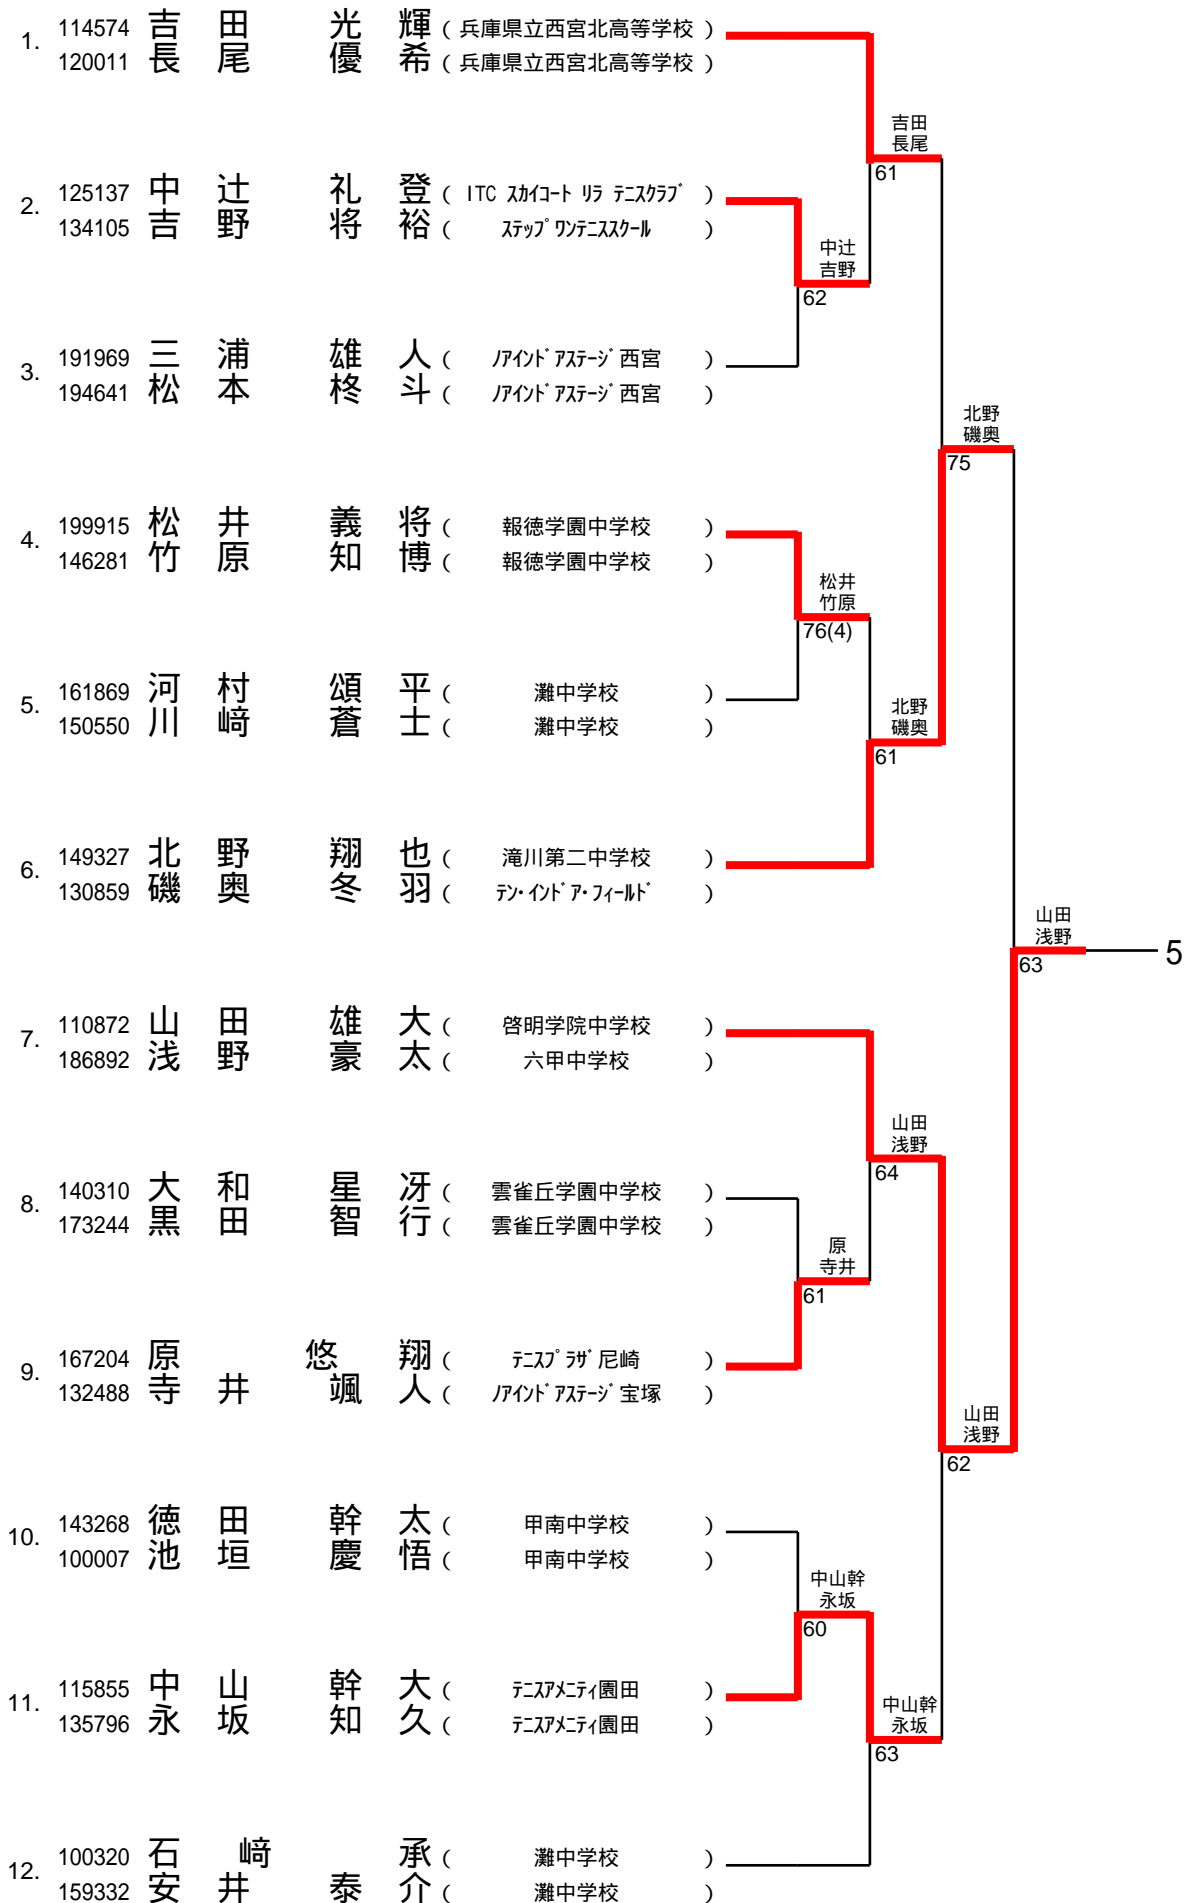 1. 114574 吉田 光輝 ( 兵庫県立西宮北高等学校 )
120011 長尾 優希 ( 兵庫県立西宮北高等学校 )
吉田
長尾
61
2. 125137 中辻 礼登 ( ITC スカイコート リラ テニスクラブ )
134105 吉野 将裕 ( ステップワンテニススクール )
中辻
吉野
62
3. 191969 三浦 雄人 ( ノアインドアステージ西宮 )
194641 松本 柊斗 ( ノアインドアステージ西宮 )
北野
磯奥
75
4. 199915 松井 義将 ( 報徳学園中学校 )
146281 竹原 知博 ( 報徳学園中学校 )
松井
竹原
76(4)
5. 161869 河村 頌平 ( 灘中学校 )
150550 川﨑 蒼士 ( 灘中学校 )
北野
磯奥
61
6. 149327 北野 翔也 ( 滝川第二中学校 )
130859 磯奥 冬羽 ( テン・インドア・フィールド )
山田
浅野
63
5
7. 110872 山田 雄大 ( 啓明学院中学校 )
186892 浅野 豪太 ( 六甲中学校 )
山田
浅野
64
8. 140310 大和 星冴 ( 雲雀丘学園中学校 )
173244 黒田 智行 ( 雲雀丘学園中学校 )
原
寺井
61
9. 167204 原 悠翔 ( テニスプラザ尼崎 )
132488 寺井 颯人 ( ノアインドアステージ宝塚 )
山田
浅野
62
10. 143268 徳田 幹太 ( 甲南中学校 )
100007 池垣 慶悟 ( 甲南中学校 )
中山幹
永坂
60
11. 115855 中山 幹大 ( テニスアメニティ園田 )
135796 永坂 知久 ( テニスアメニティ園田 )
中山幹
永坂
63
12. 100320 石﨑 承 ( 灘中学校 )
159332 安井 泰介 ( 灘中学校 )